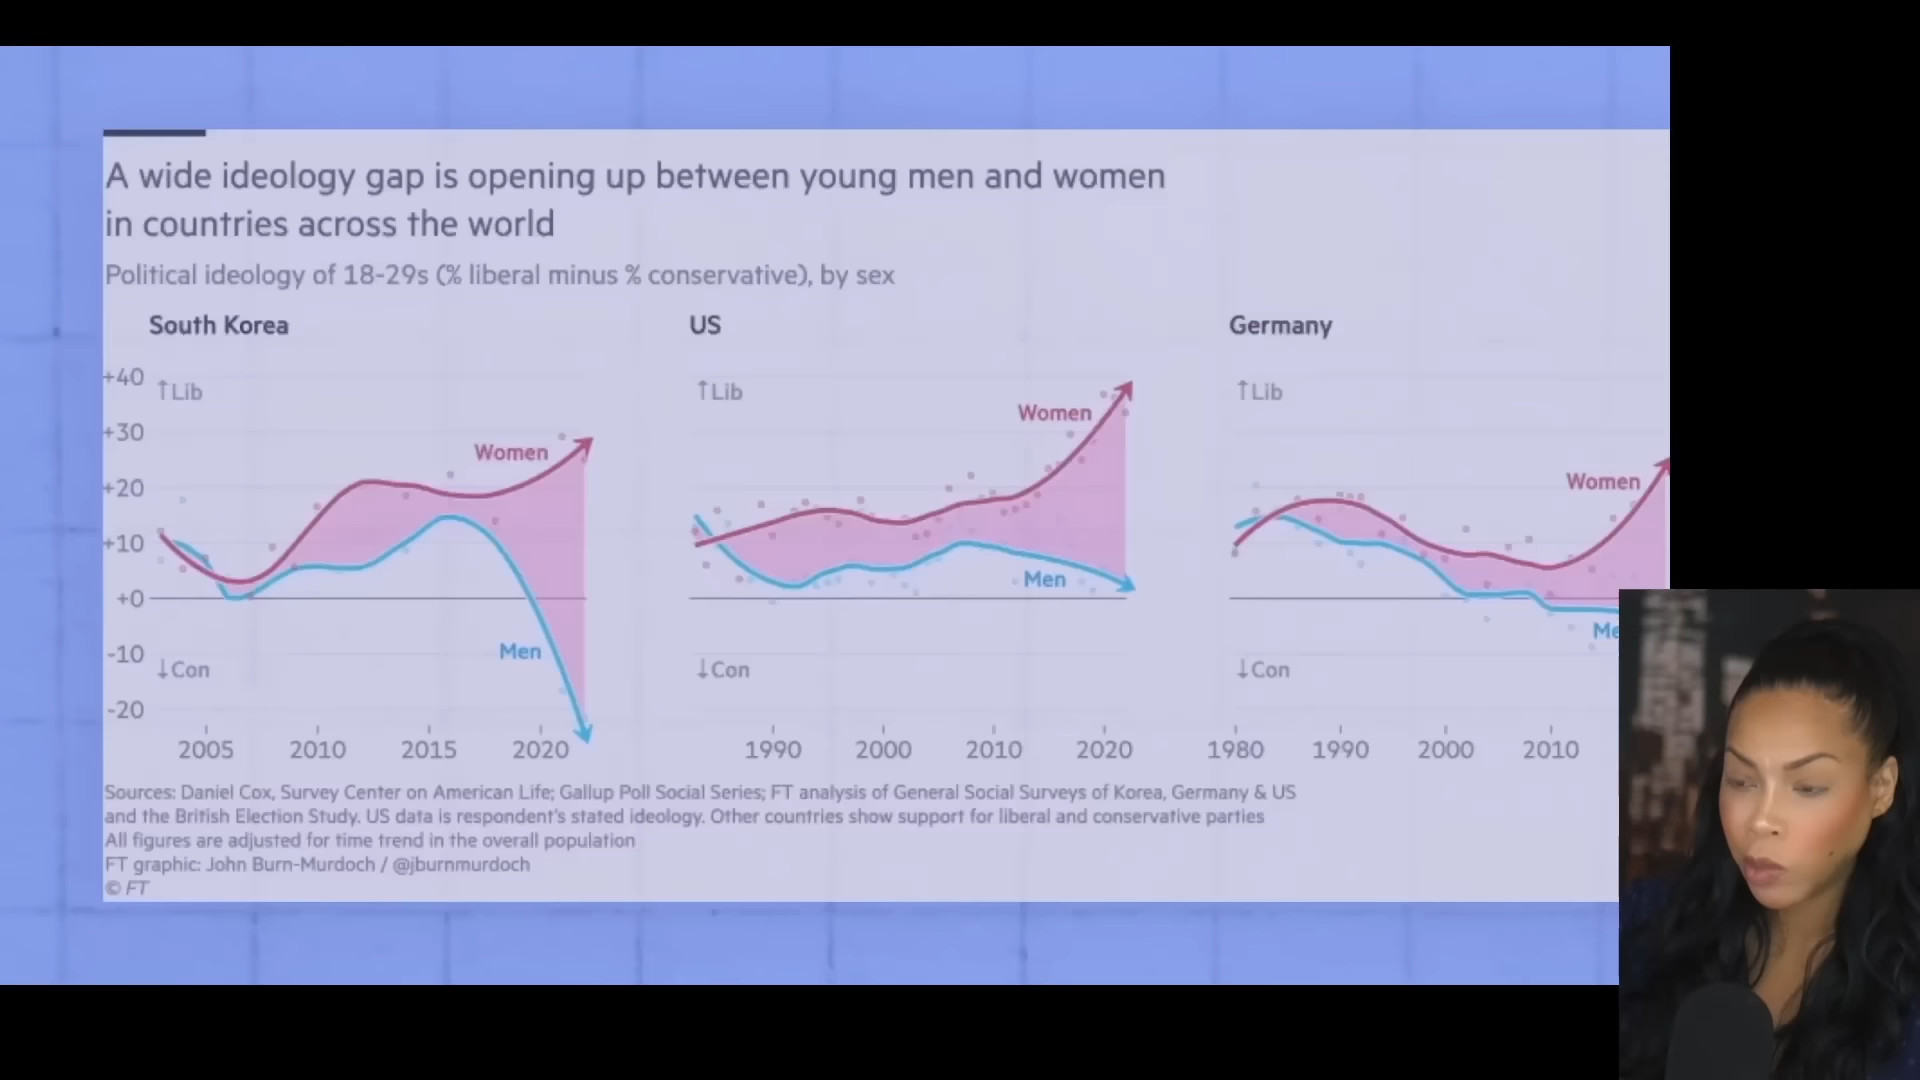 A wide ideology gap is opening up between young men and women
in countries across the world
Political ideology of 18-29s (% liberal minus % conservative), by sex
South Korea
+40
↑Lib
+30
Women
+20
+10
+0
Men
-10
↓Con
-20
2005 2010 2015 2020
US
↑Lib
Women
Men
↓Con
1990 2000 2010 2020
Germany
↑Lib
Women
Me
↓Con
1980 1990 2000 2010
Sources: Daniel Cox, Survey Center on American Life; Gallup Poll Social Series; FT analysis of General Social Surveys of Korea, Germany & US
and the British Election Study. US data is respondent's stated ideology. Other countries show support for liberal and conservative parties
All figures are adjusted for time trend in the overall population
FT graphic: John Burn-Murdoch / @jburnmurdoch
© FT